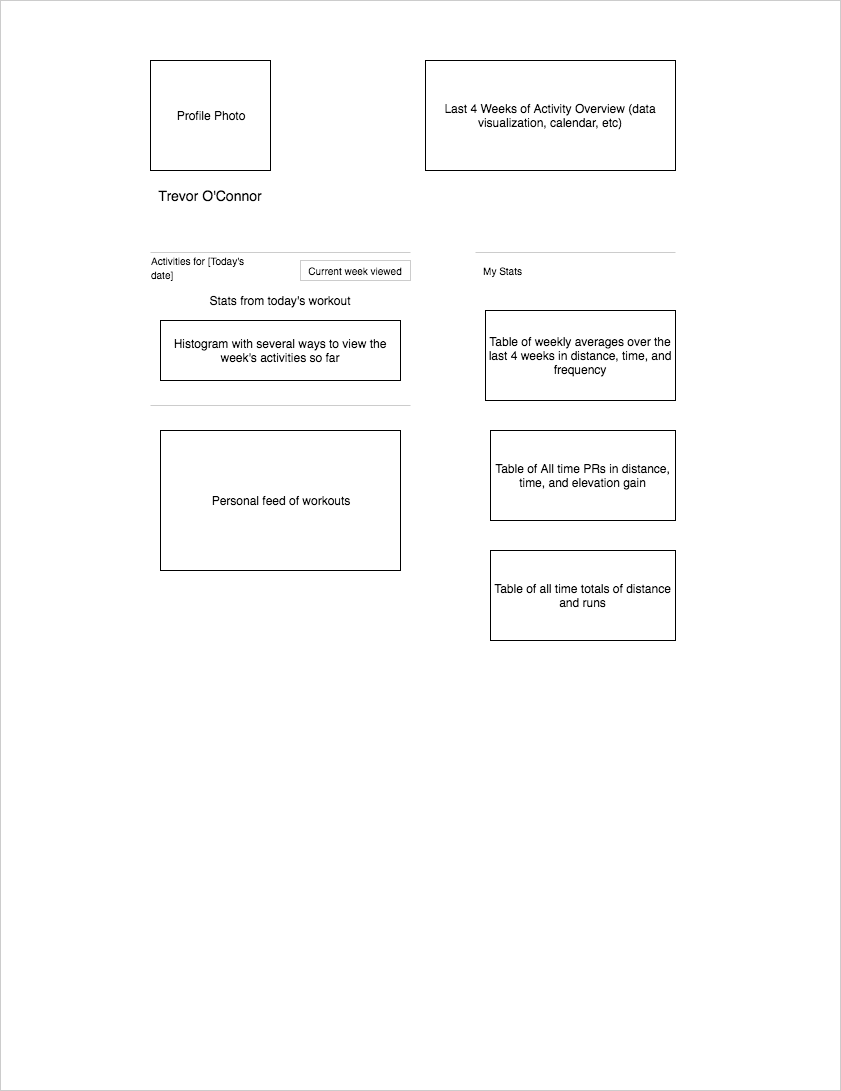 Profile Photo
Last 4 Weeks of Activity Overview (data
visualization, calendar, etc)
Trevor O'Connor
Activities for [Today's
date]
Current week viewed
My Stats
Stats from today's workout
Histogram with several ways to view the
week's activities so far
Table of weekly averages over the
last 4 weeks in distance, time, and
frequency
Personal feed of workouts
Table of All time PRs in distance,
time, and elevation gain
Table of all time totals of distance
and runs